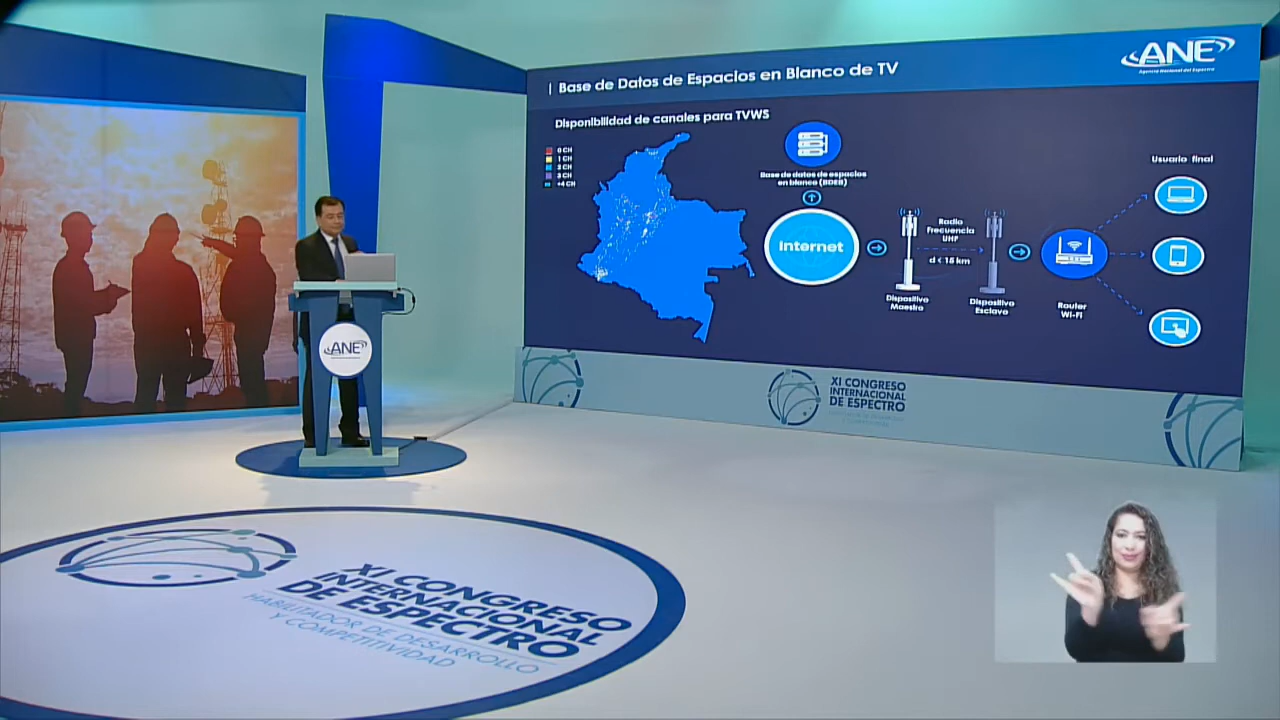 | Base de Datos de Espacios en Blanco de TV
ANE
Agencia Nacional del Espectro
Disponibilidad de canales para TVWS
0 CH
1 CH
2 CH
3 CH
+4 CH
Base de datos de espacios
en blanco (BDEB)
Internet
Radio
Frecuencia
UHF
d < 15 km
Dispositivo
Maestro
Dispositivo
Esclavo
Router
Wi-Fi
Usuario final
ANE
XI CONGRESO
INTERNACIONAL
DE ESPECTRO
XI CONGRESO
INTERNACIONAL
DE ESPECTRO
HABILITADOR DE DESARROLLO
Y COMPETITIVIDAD